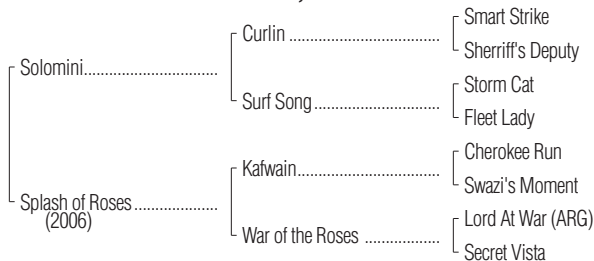 Smart Strike
Curlin
Sherriff's Deputy
Solomini
Storm Cat
Surf Song
Fleet Lady
Cherokee Run
Kafwain
Swazi's Moment
Splash of Roses
(2006)
Lord At War (ARG)
War of the Roses
Secret Vista